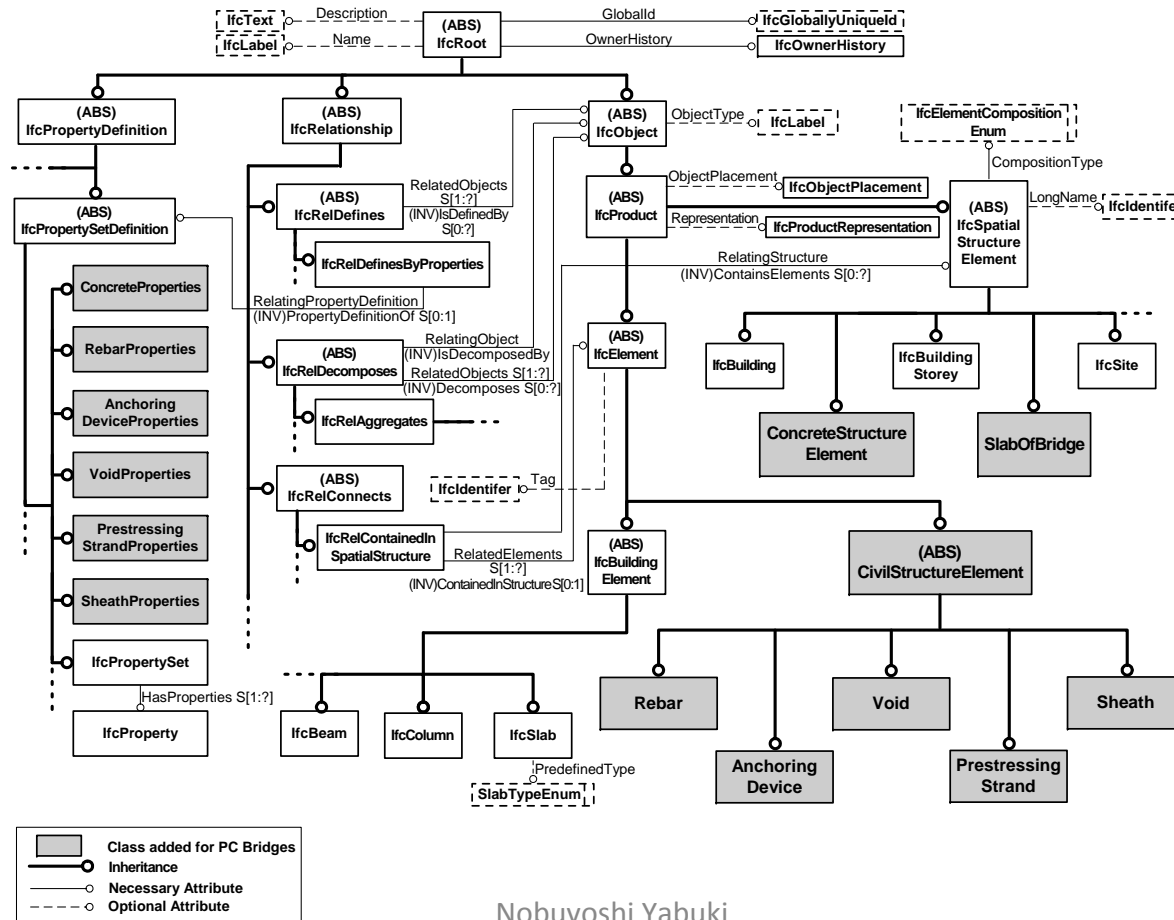 IfcText
Description
(ABS)
IfcRoot
GlobalId
IfcGloballyUniqueId
IfcLabel
Name
OwnerHistory
IfcOwnerHistory
(ABS)
IfcPropertyDefinition
(ABS)
IfcRelationship
(ABS)
IfcObject
ObjectType
IfcLabel
IfcElementComposition
Enum
CompositionType
(ABS)
IfcPropertySetDefinition
(ABS)
IfcRelDefines
RelatedObjects
S[1:?]
(INV)IsDefinedBy
S[0:?]
(ABS)
IfcProduct
ObjectPlacement
IfcObjectPlacement
Representation
IfcProductRepresentation
(ABS)
IfcSpatial
Structure
Element
LongName
IfcIdentifer
IfcRelDefinesByProperties
RelatingStructure
(INV)ContainsElements S[0:?]
ConcreteProperties
RelatingPropertyDefinition
(INV)PropertyDefinitionOf S[0:1]
RebarProperties
(ABS)
IfcRelDecomposes
RelatingObject
(INV)IsDecomposedBy
RelatedObjects S[1:?]
(INV)Decomposes S[0:?]
(ABS)
IfcElement
IfcBuilding
IfcBuilding
Storey
IfcSite
Anchoring
DeviceProperties
IfcRelAggregates
ConcreteStructure
Element
SlabOfBridge
VoidProperties
(ABS)
IfcRelConnects
IfcIdentifer
Tag
Prestressing
StrandProperties
IfcRelContainedIn
SpatialStructure
RelatedElements
S[1:?]
(INV)ContainedInStructureS[0:1]
(ABS)
IfcBuilding
Element
(ABS)
CivilStructureElement
SheathProperties
IfcPropertySet
HasProperties S[1:?]
IfcProperty
IfcBeam
IfcColumn
IfcSlab
PredefinedType
SlabTypeEnum
Rebar
Void
Sheath
Anchoring
Device
Prestressing
Strand
Class added for PC Bridges
Inheritance
Necessary Attribute
Optional Attribute
Nobuyoshi Yabuki